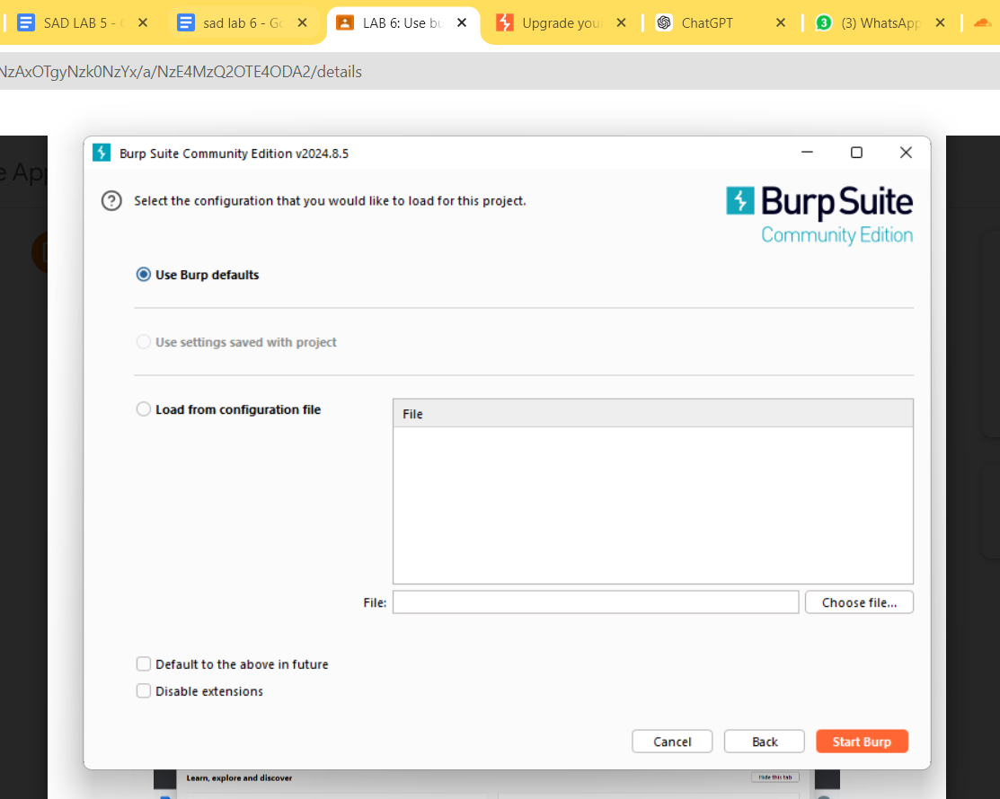 SAD LAB 5 -
sad lab 6 - Go
LAB 6: Use bu
Upgrade your
ChatGPT
3
(3) WhatsApp
NzAxOTgyNzk0NzYx/a/NzE4MzQ2OTE4ODA2/details
e App
Burp Suite Community Edition v2024.8.5
? Select the configuration that you would like to load for this project.
Burp Suite
Community Edition
Use Burp defaults
Use settings saved with project
Load from configuration file
File
File:
Choose file...
Default to the above in future
Disable extensions
Cancel
Back
Start Burp
Learn, explore and discover
Hide this tab